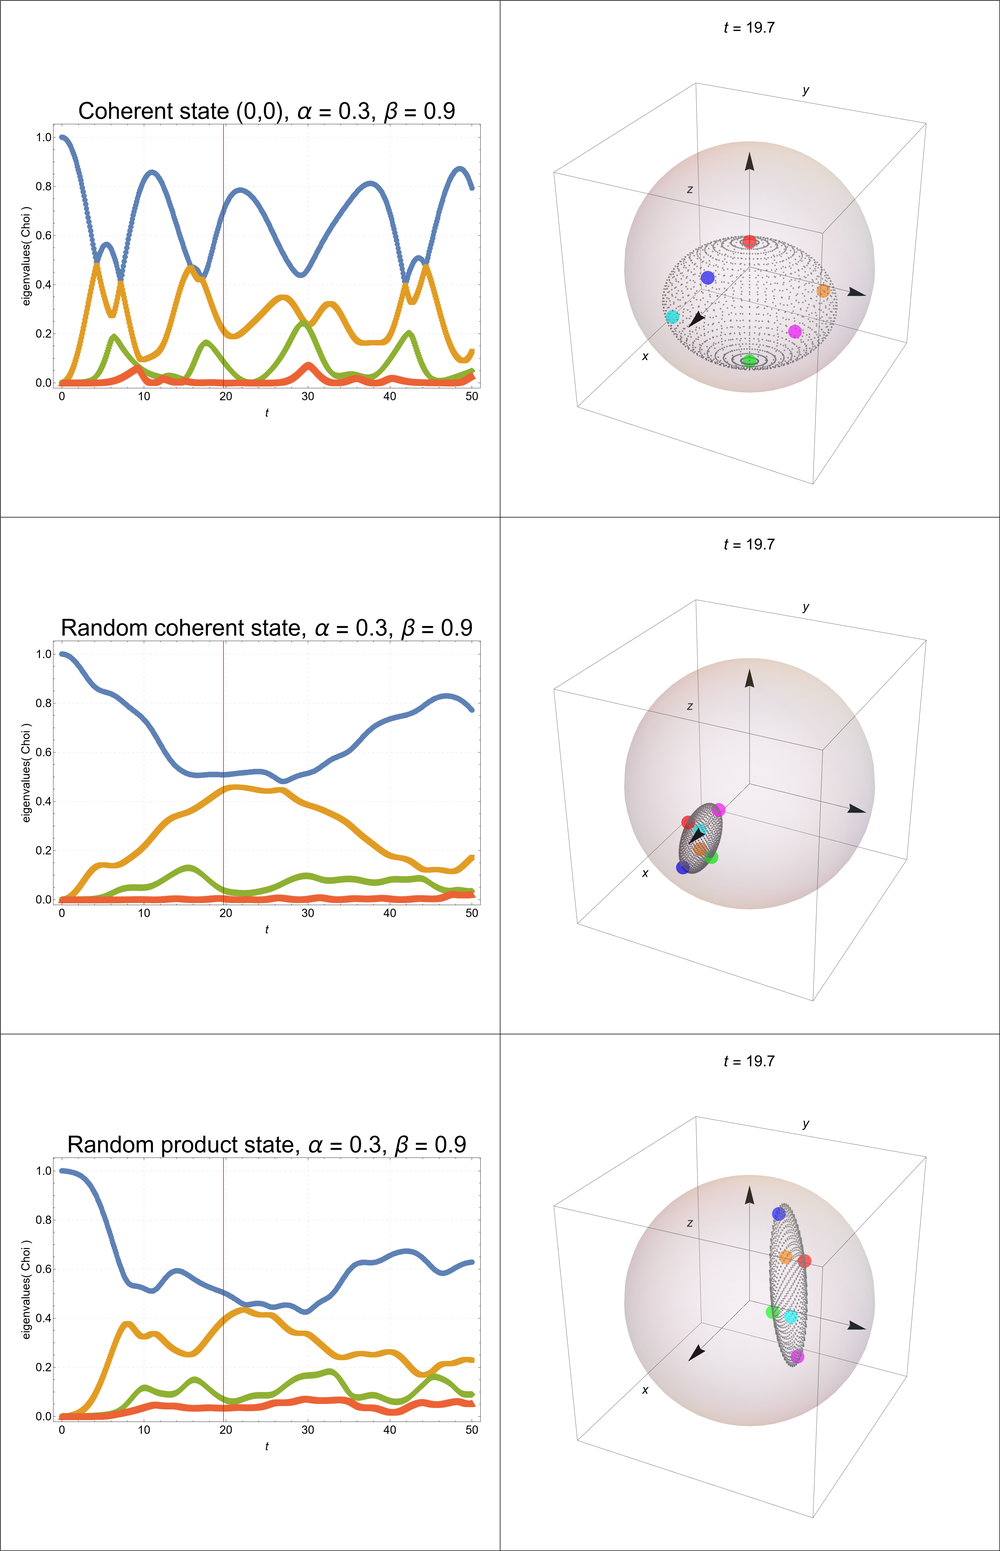 t = 19.7
y
Coherent state (0,0), α = 0.3, β = 0.9
1.0
0.8
0.6
0.4
0.2
0.0
eigenvalues( Choi )
0 10 20 30 40 50
t
z
x
t = 19.7
y
Random coherent state, α = 0.3, β = 0.9
1.0
0.8
0.6
0.4
0.2
0.0
eigenvalues( Choi )
0 10 20 30 40 50
t
z
x
t = 19.7
y
Random product state, α = 0.3, β = 0.9
1.0
0.8
0.6
0.4
0.2
0.0
eigenvalues( Choi )
0 10 20 30 40 50
t
z
x